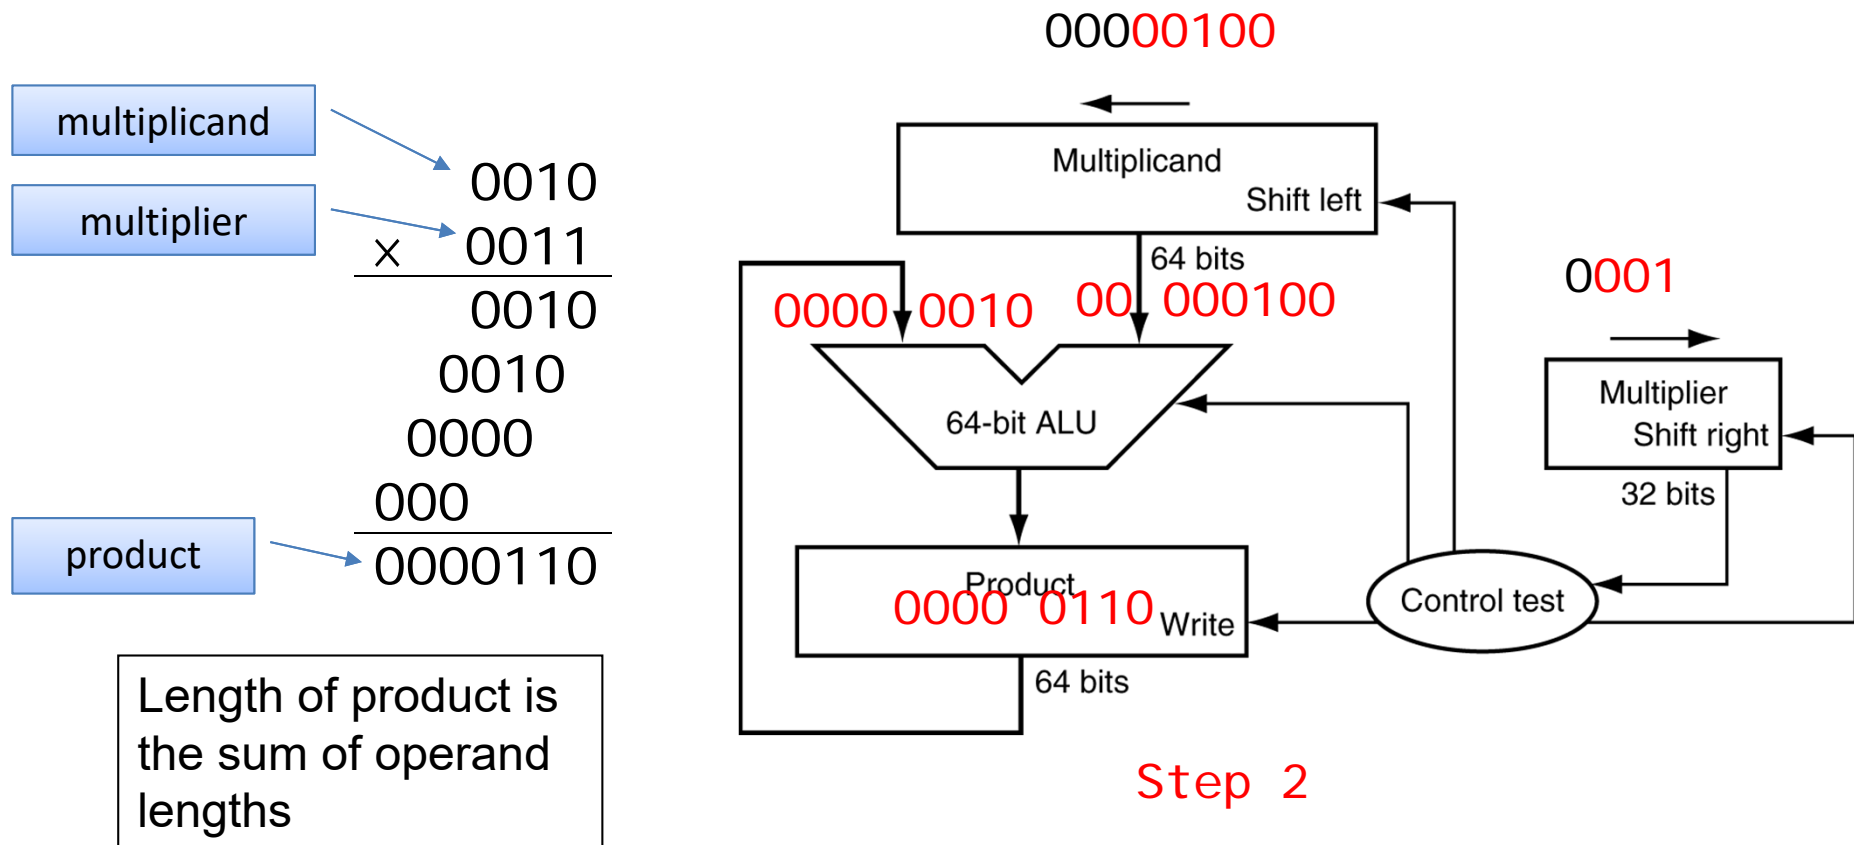 multiplicand
multiplier
0010
x 0011
0010
0010
0000
000
product
0000110
Length of product is
the sum of operand
lengths
00000100
Multiplicand
Shift left
64 bits
0000 0010
00 000100
64-bit ALU
0001
Multiplier
Shift right
32 bits
Product
0000 0110
Write
Control test
64 bits
Step 2